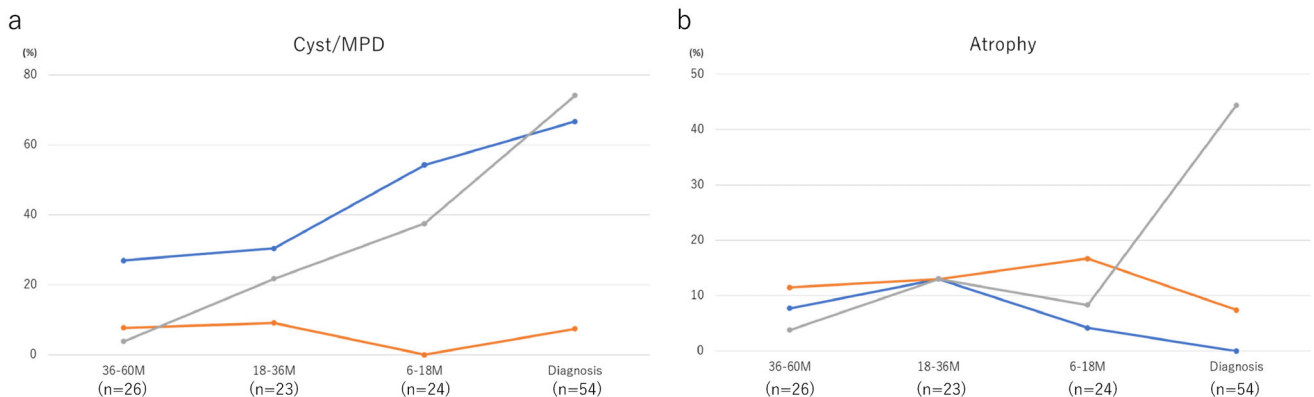 a
Cyst/MPD
(%)
80
60
40
20
0
36-60M 18-36M 6-18M Diagnosis
(n=26) (n=23) (n=24) (n=54)
b
Atrophy
(%)
50
40
30
20
10
0
36-60M 18-36M 6-18M Diagnosis
(n=26) (n=23) (n=24) (n=54)